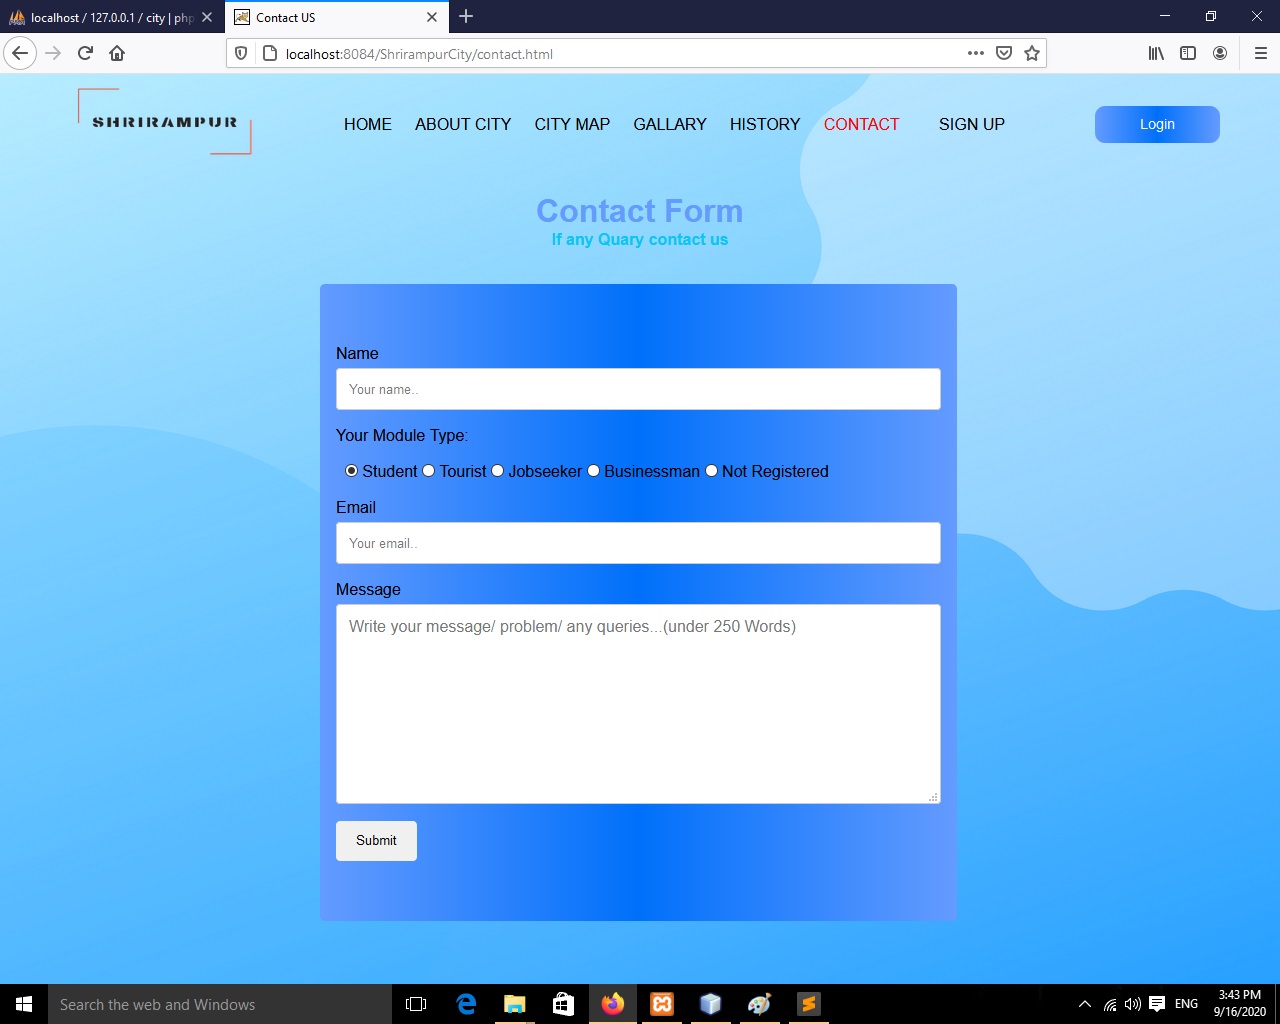 localhost / 127.0.0.1 / city | php
Contact US
localhost:8084/ShrirampurCity/contact.html
SHRIRAMPUR
HOME ABOUT CITY CITY MAP GALLARY HISTORY CONTACT SIGN UP Login
Contact Form
If any Quary contact us
Name
Your name..
Your Module Type:
Student Tourist Jobseeker Businessman Not Registered
Email
Your email..
Message
Write your message/ problem/ any queries...(under 250 Words)
Submit
Search the web and Windows
ENG
3:43 PM
9/16/2020